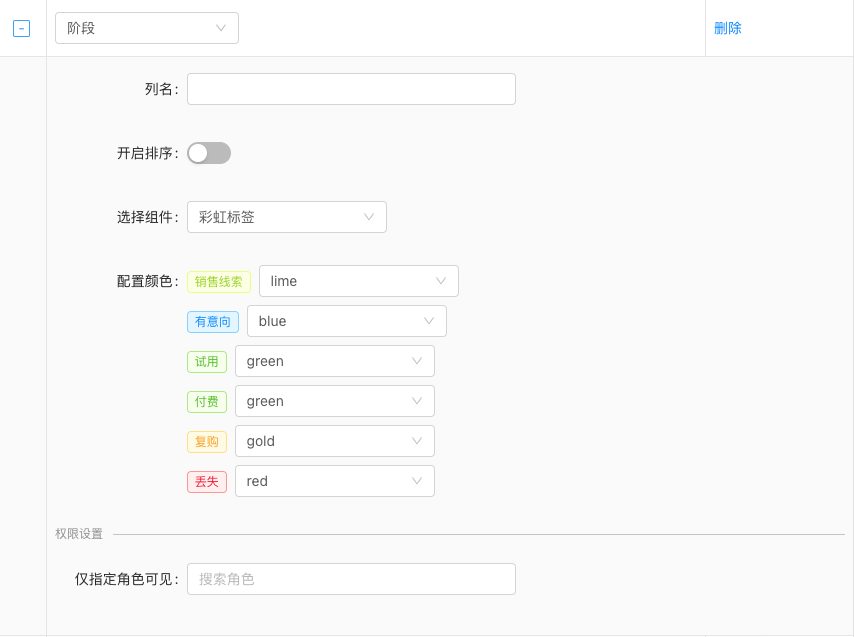 阶段 删除
列名:
开启排序:
选择组件: 彩虹标签
配置颜色: 销售线索 lime
有意向 blue
试用 green
付费 green
复购 gold
丢失 red
权限设置
仅指定角色可见: 搜索角色